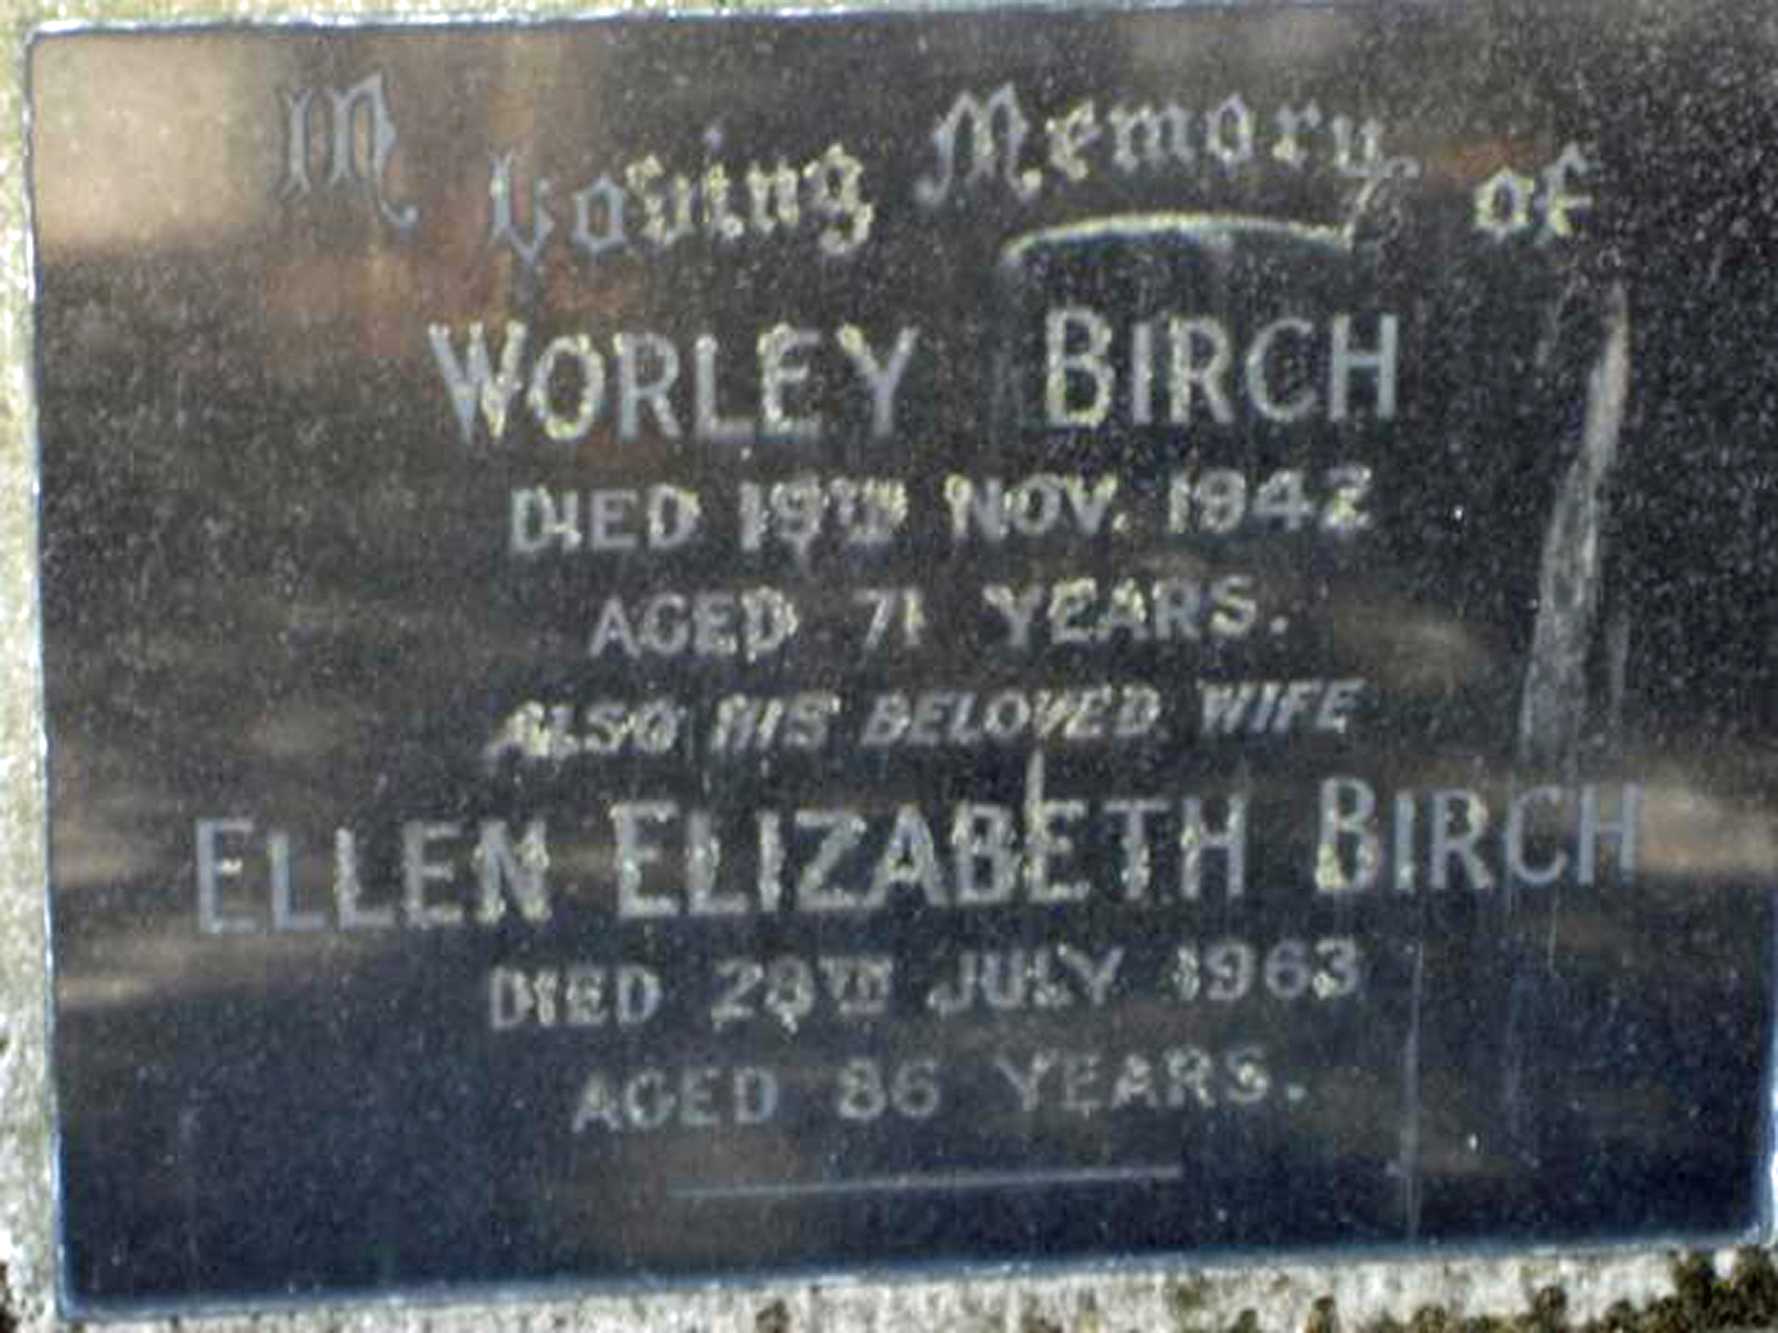 In Loving Memory of
WORLEY BIRCH
DIED 19TH NOV. 1942
AGED 71 YEARS.
ALSO HIS BELOVED WIFE
ELLEN ELIZABETH BIRCH
DIED 28TH JULY 1963
AGED 86 YEARS.